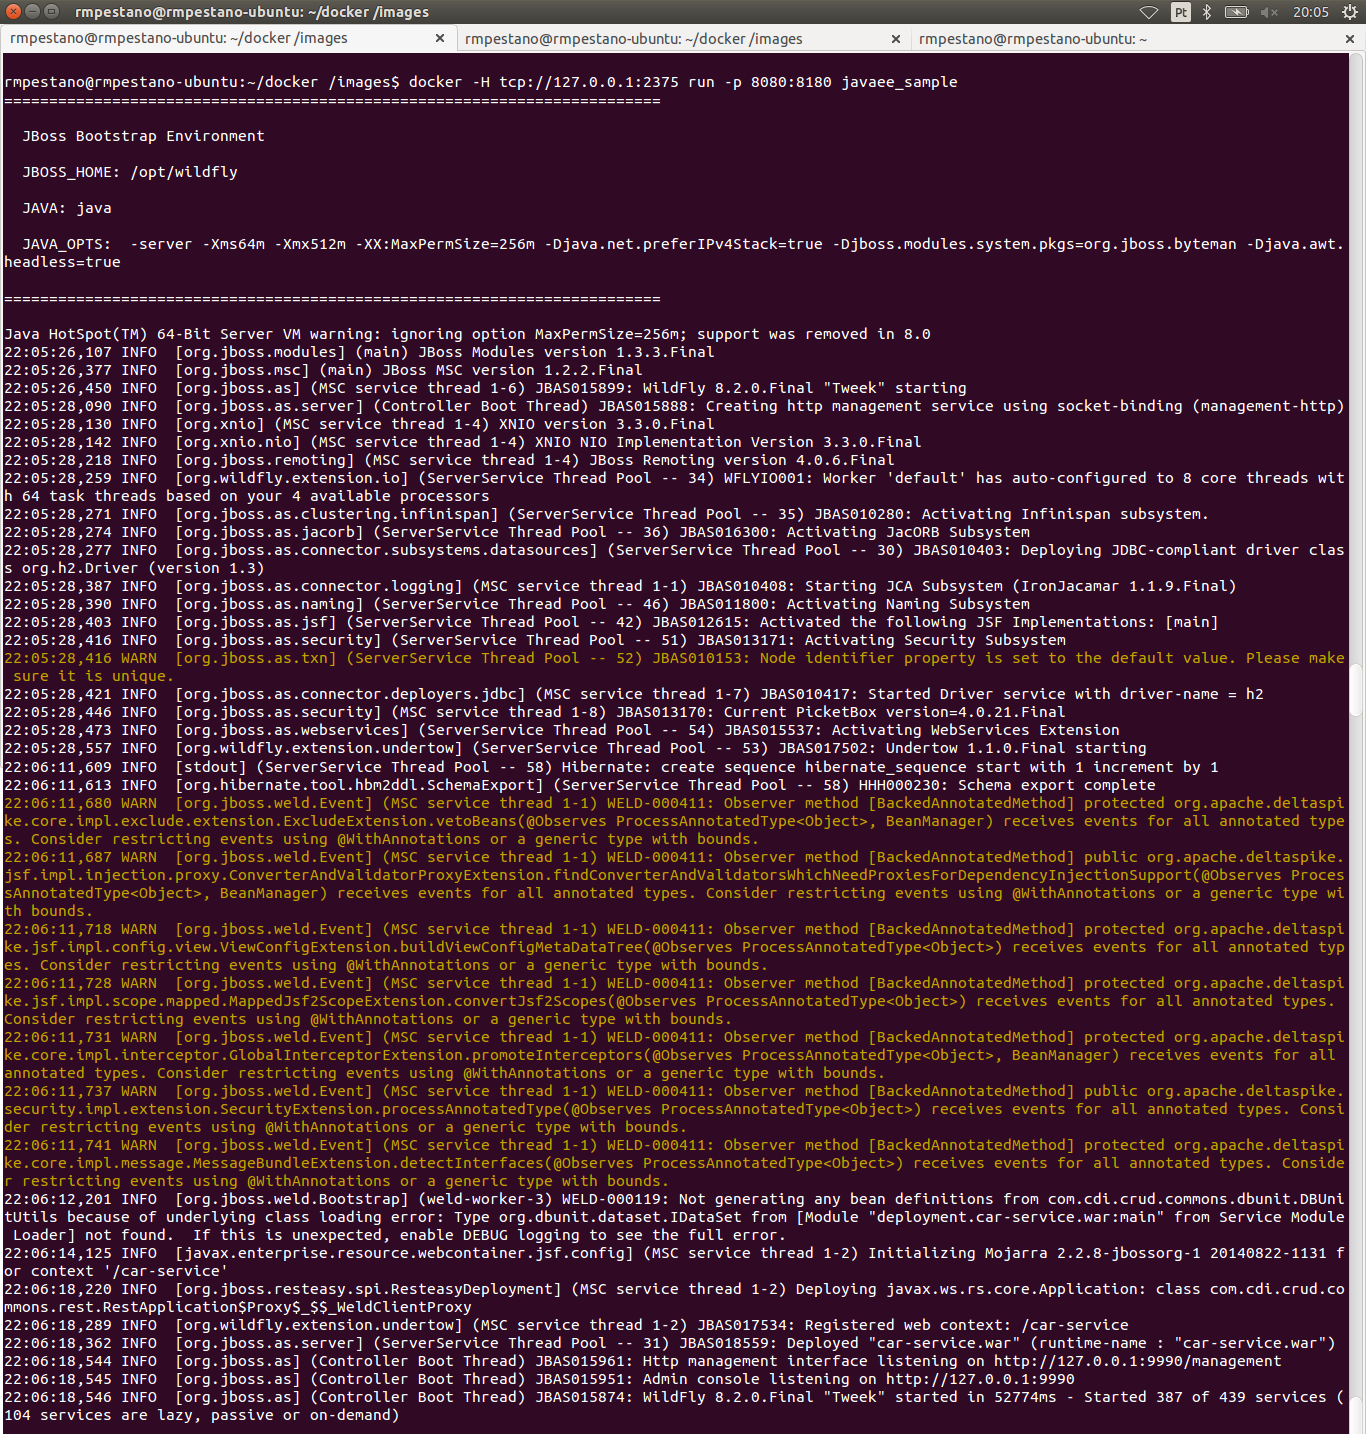 rmpestano@rmpestano-ubuntu: ~/docker /images
Pt
20:05
rmpestano@rmpestano-ubuntu: ~/docker /images
rmpestano@rmpestano-ubuntu: ~/docker /images
rmpestano@rmpestano-ubuntu: ~
rmpestano@rmpestano-ubuntu:~/docker /images$ docker -H tcp://127.0.0.1:2375 run -p 8080:8180 javaee_sample
=========================================================================
JBoss Bootstrap Environment
JBOSS_HOME: /opt/wildfly
JAVA: java
JAVA_OPTS:  -server -Xms64m -Xmx512m -XX:MaxPermSize=256m -Djava.net.preferIPv4Stack=true -Djboss.modules.system.pkgs=org.jboss.byteman -Djava.awt.
headless=true
=========================================================================
Java HotSpot(TM) 64-Bit Server VM warning: ignoring option MaxPermSize=256m; support was removed in 8.0
22:05:26,107 INFO  [org.jboss.modules] (main) JBoss Modules version 1.3.3.Final
22:05:26,377 INFO  [org.jboss.msc] (main) JBoss MSC version 1.2.2.Final
22:05:26,450 INFO  [org.jboss.as] (MSC service thread 1-6) JBAS015899: WildFly 8.2.0.Final "Tweek" starting
22:05:28,090 INFO  [org.jboss.as.server] (Controller Boot Thread) JBAS015888: Creating http management service using socket-binding (management-http)
22:05:28,130 INFO  [org.xnio] (MSC service thread 1-4) XNIO version 3.3.0.Final
22:05:28,142 INFO  [org.xnio.nio] (MSC service thread 1-4) XNIO NIO Implementation Version 3.3.0.Final
22:05:28,218 INFO  [org.jboss.remoting] (MSC service thread 1-4) JBoss Remoting version 4.0.6.Final
22:05:28,259 INFO  [org.wildfly.extension.io] (ServerService Thread Pool -- 34) WFLYIO001: Worker 'default' has auto-configured to 8 core threads wit
h 64 task threads based on your 4 available processors
22:05:28,271 INFO  [org.jboss.as.clustering.infinispan] (ServerService Thread Pool -- 35) JBAS010280: Activating Infinispan subsystem.
22:05:28,274 INFO  [org.jboss.as.jacorb] (ServerService Thread Pool -- 36) JBAS016300: Activating JacORB Subsystem
22:05:28,277 INFO  [org.jboss.as.connector.subsystems.datasources] (ServerService Thread Pool -- 30) JBAS010403: Deploying JDBC-compliant driver clas
s org.h2.Driver (version 1.3)
22:05:28,387 INFO  [org.jboss.as.connector.logging] (MSC service thread 1-1) JBAS010408: Starting JCA Subsystem (IronJacamar 1.1.9.Final)
22:05:28,390 INFO  [org.jboss.as.naming] (ServerService Thread Pool -- 46) JBAS011800: Activating Naming Subsystem
22:05:28,403 INFO  [org.jboss.as.jsf] (ServerService Thread Pool -- 42) JBAS012615: Activated the following JSF Implementations: [main]
22:05:28,416 INFO  [org.jboss.as.security] (ServerService Thread Pool -- 51) JBAS013171: Activating Security Subsystem
22:05:28,416 WARN  [org.jboss.as.txn] (ServerService Thread Pool -- 52) JBAS010153: Node identifier property is set to the default value. Please make
 sure it is unique.
22:05:28,421 INFO  [org.jboss.as.connector.deployers.jdbc] (MSC service thread 1-7) JBAS010417: Started Driver service with driver-name = h2
22:05:28,446 INFO  [org.jboss.as.security] (MSC service thread 1-8) JBAS013170: Current PicketBox version=4.0.21.Final
22:05:28,473 INFO  [org.jboss.as.webservices] (ServerService Thread Pool -- 54) JBAS015537: Activating WebServices Extension
22:05:28,557 INFO  [org.wildfly.extension.undertow] (ServerService Thread Pool -- 53) JBAS017502: Undertow 1.1.0.Final starting
22:06:11,609 INFO  [stdout] (ServerService Thread Pool -- 58) Hibernate: create sequence hibernate_sequence start with 1 increment by 1
22:06:11,613 INFO  [org.hibernate.tool.hbm2ddl.SchemaExport] (ServerService Thread Pool -- 58) HHH000230: Schema export complete
22:06:11,680 WARN  [org.jboss.weld.Event] (MSC service thread 1-1) WELD-000411: Observer method [BackedAnnotatedMethod] protected org.apache.deltaspi
ke.core.impl.exclude.extension.ExcludeExtension.vetoBeans(@Observes ProcessAnnotatedType<Object>, BeanManager) receives events for all annotated type
s. Consider restricting events using @WithAnnotations or a generic type with bounds.
22:06:11,687 WARN  [org.jboss.weld.Event] (MSC service thread 1-1) WELD-000411: Observer method [BackedAnnotatedMethod] public org.apache.deltaspike.
jsf.impl.injection.proxy.ConverterAndValidatorProxyExtension.findConverterAndValidatorsWhichNeedProxiesForDependencyInjectionSupport(@Observes Proces
sAnnotatedType<Object>, BeanManager) receives events for all annotated types. Consider restricting events using @WithAnnotations or a generic type wi
th bounds.
22:06:11,718 WARN  [org.jboss.weld.Event] (MSC service thread 1-1) WELD-000411: Observer method [BackedAnnotatedMethod] protected org.apache.deltaspi
ke.jsf.impl.config.view.ViewConfigExtension.buildViewConfigMetaDataTree(@Observes ProcessAnnotatedType<Object>) receives events for all annotated typ
es. Consider restricting events using @WithAnnotations or a generic type with bounds.
22:06:11,728 WARN  [org.jboss.weld.Event] (MSC service thread 1-1) WELD-000411: Observer method [BackedAnnotatedMethod] protected org.apache.deltaspi
ke.jsf.impl.scope.mapped.MappedJsf2ScopeExtension.convertJsf2Scopes(@Observes ProcessAnnotatedType<Object>) receives events for all annotated types.
Consider restricting events using @WithAnnotations or a generic type with bounds.
22:06:11,731 WARN  [org.jboss.weld.Event] (MSC service thread 1-1) WELD-000411: Observer method [BackedAnnotatedMethod] protected org.apache.deltaspi
ke.core.impl.interceptor.GlobalInterceptorExtension.promoteInterceptors(@Observes ProcessAnnotatedType<Object>, BeanManager) receives events for all
annotated types. Consider restricting events using @WithAnnotations or a generic type with bounds.
22:06:11,737 WARN  [org.jboss.weld.Event] (MSC service thread 1-1) WELD-000411: Observer method [BackedAnnotatedMethod] public org.apache.deltaspike.
security.impl.extension.SecurityExtension.processAnnotatedType(@Observes ProcessAnnotatedType<Object>) receives events for all annotated types. Consi
der restricting events using @WithAnnotations or a generic type with bounds.
22:06:11,741 WARN  [org.jboss.weld.Event] (MSC service thread 1-1) WELD-000411: Observer method [BackedAnnotatedMethod] protected org.apache.deltaspi
ke.core.impl.message.MessageBundleExtension.detectInterfaces(@Observes ProcessAnnotatedType<Object>) receives events for all annotated types. Conside
r restricting events using @WithAnnotations or a generic type with bounds.
22:06:12,201 INFO  [org.jboss.weld.Bootstrap] (weld-worker-3) WELD-000119: Not generating any bean definitions from com.cdi.crud.commons.dbunit.DBUni
tUtils because of underlying class loading error: Type org.dbunit.dataset.IDataSet from [Module "deployment.car-service.war:main" from Service Module
 Loader] not found.  If this is unexpected, enable DEBUG logging to see the full error.
22:06:14,125 INFO  [javax.enterprise.resource.webcontainer.jsf.config] (MSC service thread 1-2) Initializing Mojarra 2.2.8-jbossorg-1 20140822-1131 f
or context '/car-service'
22:06:18,220 INFO  [org.jboss.resteasy.spi.ResteasyDeployment] (MSC service thread 1-2) Deploying javax.ws.rs.core.Application: class com.cdi.crud.co
mmons.rest.RestApplication$Proxy$_$$_WeldClientProxy
22:06:18,289 INFO  [org.wildfly.extension.undertow] (MSC service thread 1-2) JBAS017534: Registered web context: /car-service
22:06:18,362 INFO  [org.jboss.as.server] (ServerService Thread Pool -- 31) JBAS018559: Deployed "car-service.war" (runtime-name : "car-service.war")
22:06:18,544 INFO  [org.jboss.as] (Controller Boot Thread) JBAS015961: Http management interface listening on http://127.0.0.1:9990/management
22:06:18,545 INFO  [org.jboss.as] (Controller Boot Thread) JBAS015951: Admin console listening on http://127.0.0.1:9990
22:06:18,546 INFO  [org.jboss.as] (Controller Boot Thread) JBAS015874: WildFly 8.2.0.Final "Tweek" started in 52774ms - Started 387 of 439 services (
104 services are lazy, passive or on-demand)